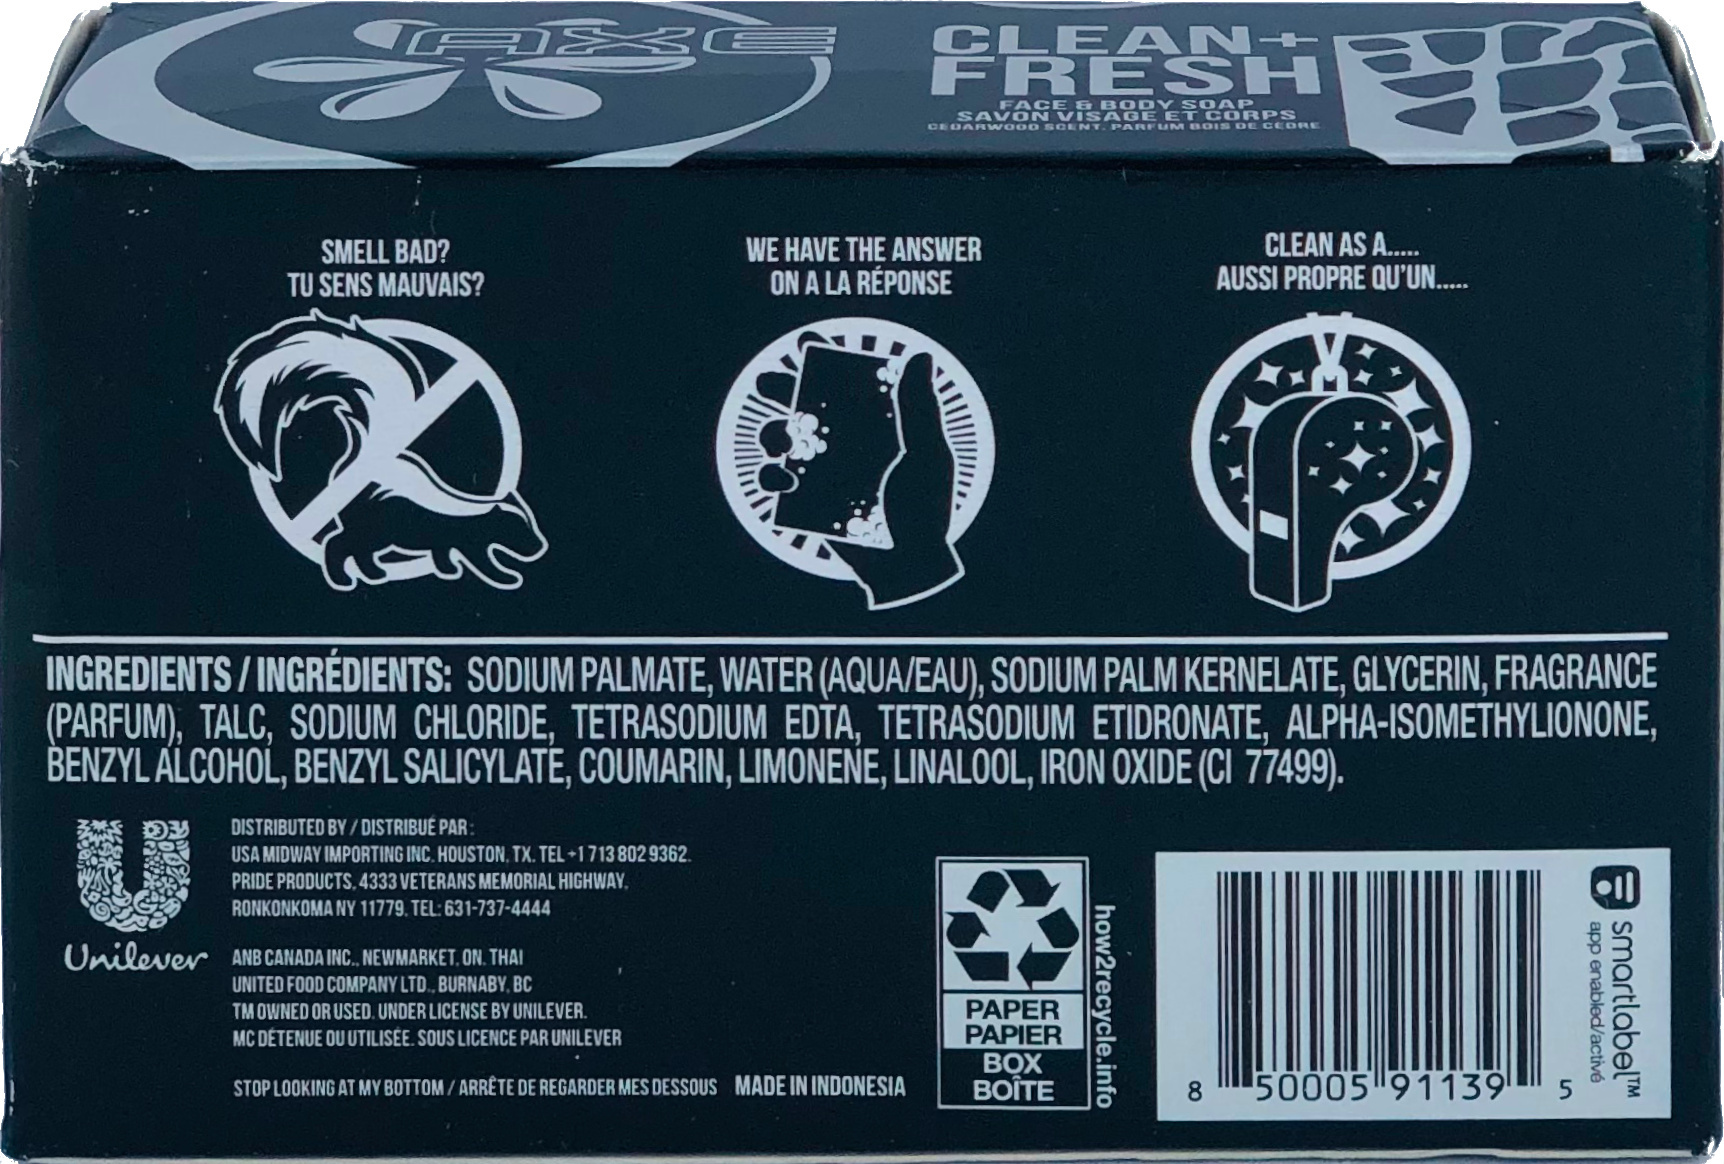 AXE
CLEAN+
FRESH
FACE & BODY SOAP
SAVON VISAGE ET CORPS
CEDARWOOD SCENT. PARFUM BOIS DE CEDRE
SMELL BAD?
TU SENS MAUVAIS?
WE HAVE THE ANSWER
ON A LA RÉPONSE
CLEAN AS A.....
AUSSI PROPRE QU'UN.....
INGREDIENTS / INGRÉDIENTS: SODIUM PALMATE, WATER (AQUA/EAU), SODIUM PALM KERNELATE, GLYCERIN, FRAGRANCE
(PARFUM), TALC, SODIUM CHLORIDE, TETRASODIUM EDTA, TETRASODIUM ETIDRONATE, ALPHA-ISOMETHYLIONONE,
BENZYL ALCOHOL, BENZYL SALICYLATE, COUMARIN, LIMONENE, LINALOOL, IRON OXIDE (CI 77499).
Unilever
DISTRIBUTED BY / DISTRIBUÉ PAR :
USA MIDWAY IMPORTING INC. HOUSTON, TX. TEL +1 713 802 9362.
PRIDE PRODUCTS, 4333 VETERANS MEMORIAL HIGHWAY,
RONKONKOMA NY 11779. TEL: 631-737-4444
ANB CANADA INC., NEWMARKET, ON. THAI
UNITED FOOD COMPANY LTD., BURNABY, BC
TM OWNED OR USED. UNDER LICENSE BY UNILEVER.
MC DÉTENUE OU UTILISÉE. SOUS LICENCE PAR UNILEVER
STOP LOOKING AT MY BOTTOM / ARRÊTE DE REGARDER MES DESSOUS MADE IN INDONESIA
PAPER
PAPIER
BOX
BOÎTE
how2recycle.info
8 50005 91139 5
smartlabel™
app enabled/activé